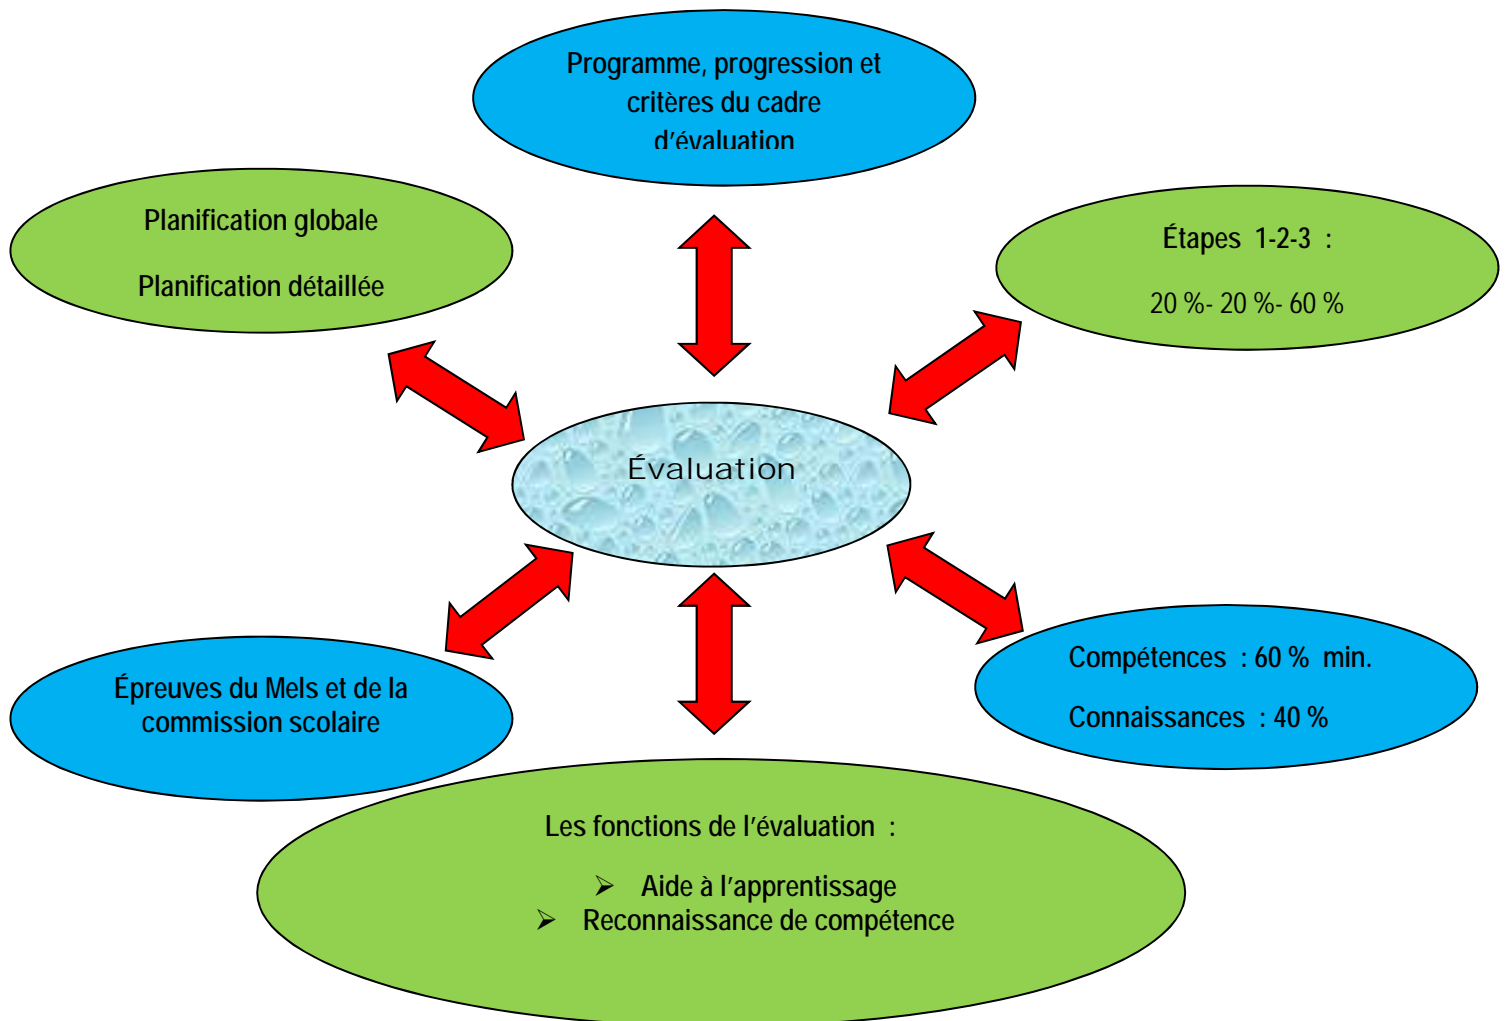 Programme, progression et
critères du cadre
d'évaluation
Planification globale
Planification détaillée
Étapes 1-2-3 :
20 %- 20 %- 60 %
Évaluation
Épreuves du Mels et de la
commission scolaire
Compétences : 60 % min.
Connaissances : 40 %
Les fonctions de l'évaluation :
➢ Aide à l'apprentissage
➢ Reconnaissance de compétence